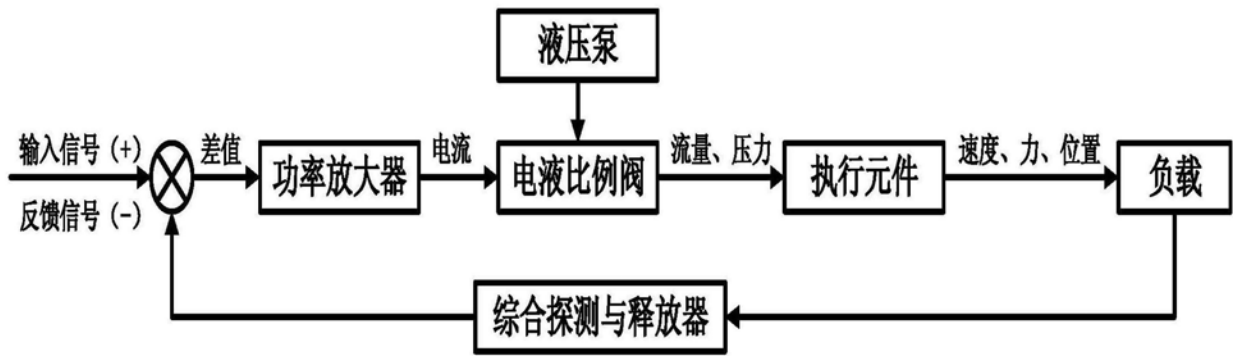 液压泵
输入信号 (+)
差值
功率放大器
电流
电液比例阀
流量、压力
执行元件
速度、力、位置
负载
反馈信号 (-)
综合探测与释放器